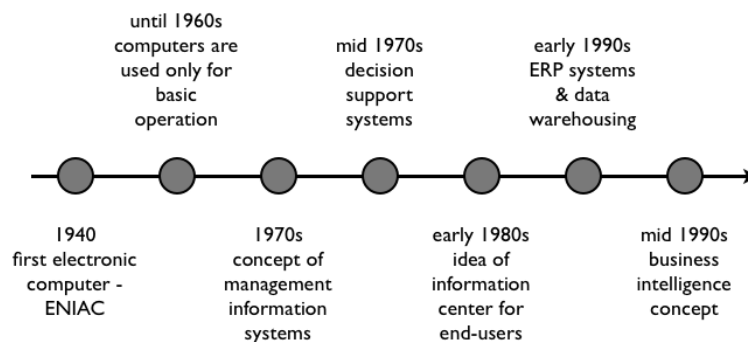 until 1960s
computers are
used only for
basic
operation
mid 1970s
decision
support
systems
early 1990s
ERP systems
& data
warehousing
1940
first electronic
computer -
ENIAC
1970s
concept of
management
information
systems
early 1980s
idea of
information
center for
end-users
mid 1990s
business
intelligence
concept